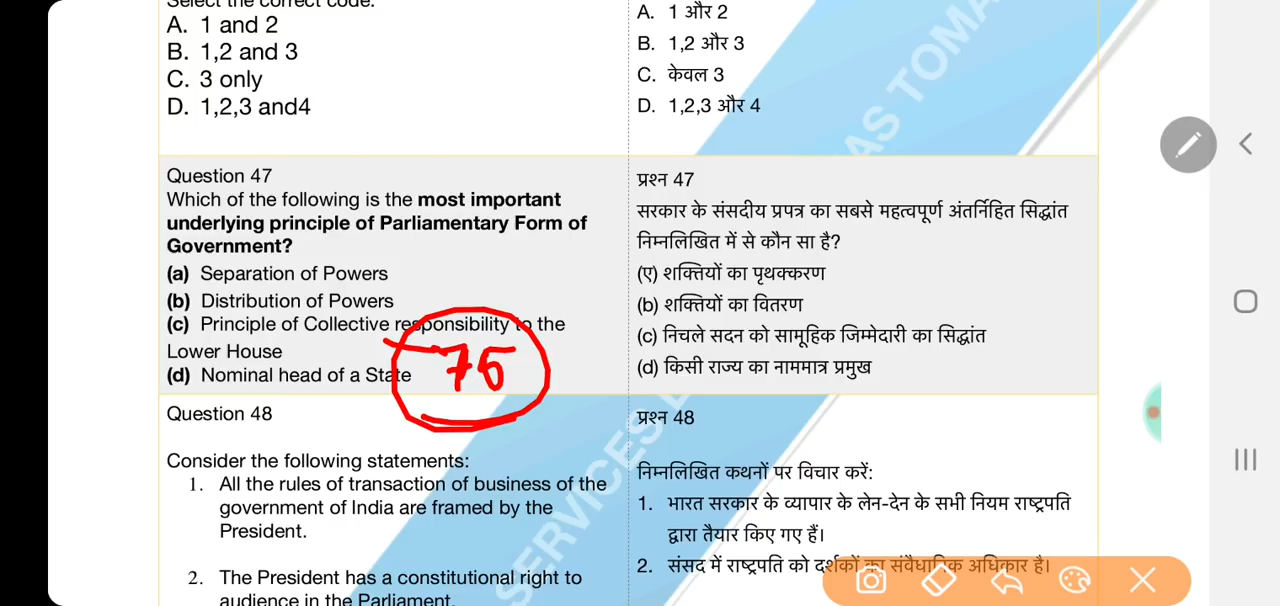 Select the correct code.
A. 1 and 2
B. 1,2 and 3
C. 3 only
D. 1,2,3 and4
A. 1 और 2
B. 1,2 और 3
C. केवल 3
D. 1,2,3 और 4
Question 47
Which of the following is the most important
underlying principle of Parliamentary Form of
Government?
(a) Separation of Powers
(b) Distribution of Powers
(c) Principle of Collective responsibility to the
Lower House
(d) Nominal head of a State
75
प्रश्न 47
सरकार के संसदीय प्रपत्र का सबसे महत्वपूर्ण अंतर्निहित सिद्धांत
निम्नलिखित में से कौन सा है?
(ए) शक्तियों का पृथक्करण
(b) शक्तियों का वितरण
(c) निचले सदन को सामूहिक जिम्मेदारी का सिद्धांत
(d) किसी राज्य का नाममात्र प्रमुख
Question 48
Consider the following statements:
1. All the rules of transaction of business of the
government of India are framed by the
President.
2. The President has a constitutional right to
audience in the Parliament.
प्रश्न 48
निम्नलिखित कथनों पर विचार करें:
1. भारत सरकार के व्यापार के लेन-देन के सभी नियम राष्ट्रपति
द्वारा तैयार किए गए हैं।
2. संसद में राष्ट्रपति को दर्शकों का संवैधानिक अधिकार है।
AS TOMA
SERVICES